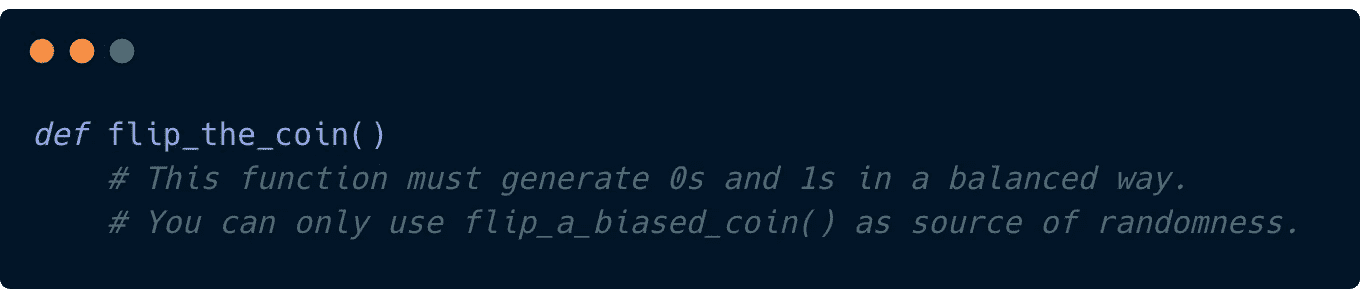 def flip_the_coin()
    # This function must generate 0s and 1s in a balanced way.
    # You can only use flip_a_biased_coin() as source of randomness.